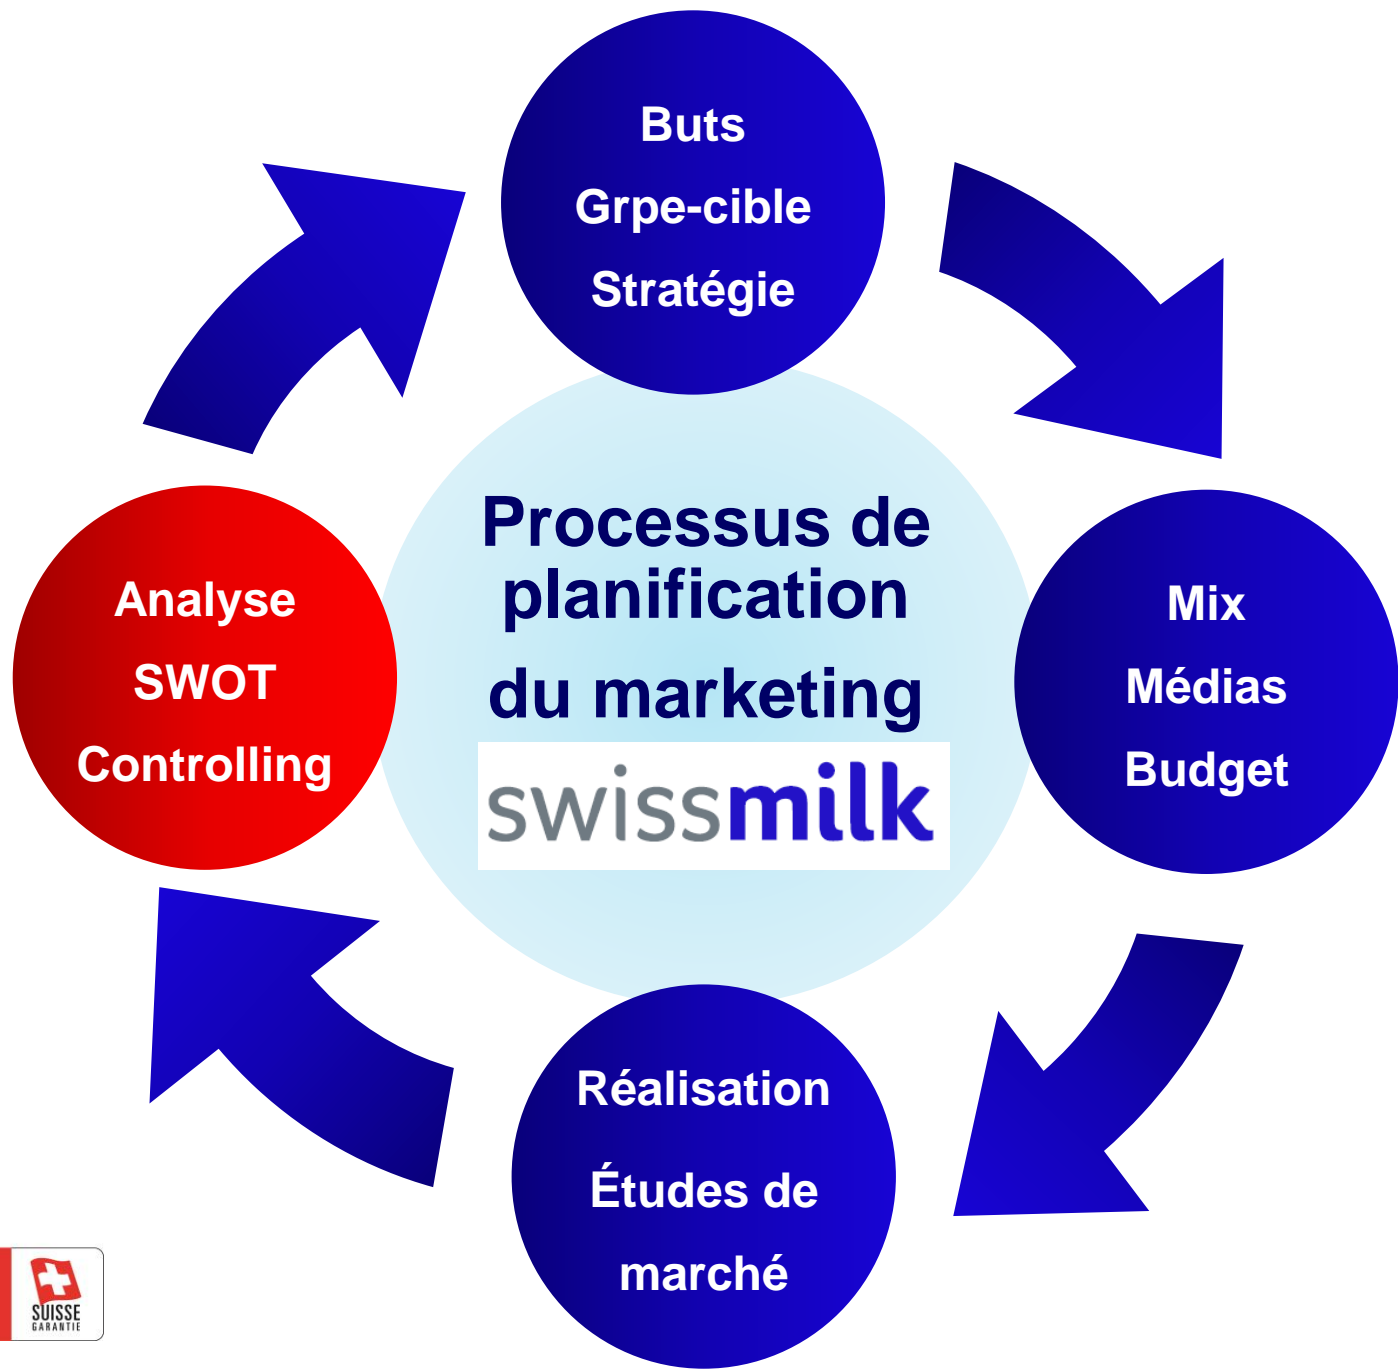 Buts
Grpe-cible
Stratégie
Processus de
planification
du marketing
swissmilk
Analyse
SWOT
Controlling
Mix
Médias
Budget
Réalisation
Études de
marché
SUISSE
GARANTIE